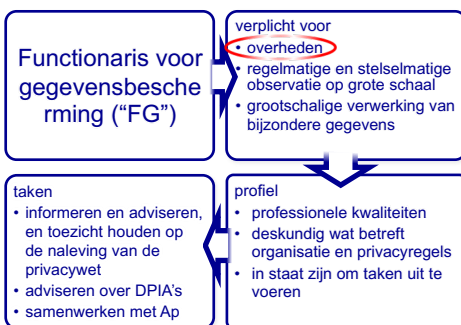 Functionaris voor
gegevensbesche
rming (“FG”)
verplicht voor
• overheden
• regelmatige en stelselmatige
observatie op grote schaal
• grootschalige verwerking van
bijzondere gegevens
profiel
• professionele kwaliteiten
• deskundig wat betreft
organisatie en privacyregels
• in staat zijn om taken uit te
voeren
taken
• informeren en adviseren,
en toezicht houden op
de naleving van de
privacywet
• adviseren over DPIA’s
• samenwerken met Ap